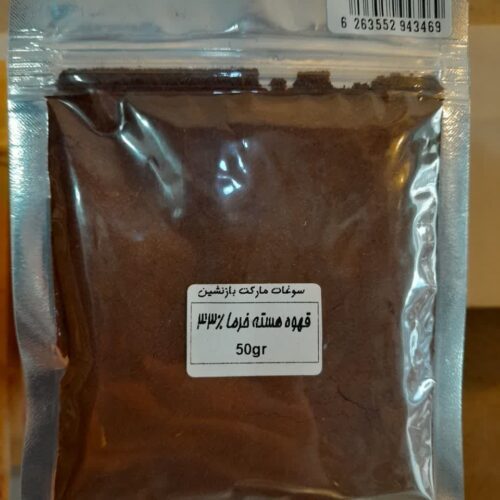 6 263552 943469
سوغات مارکت بازنشین
قهوه هسته خرما ٪۳۳
50gr